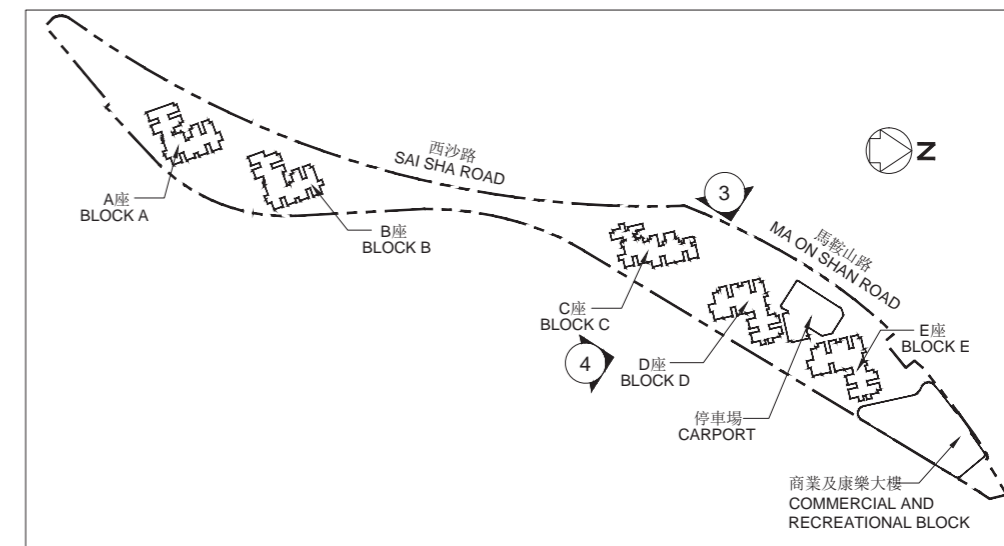 西沙路
SAI SHA ROAD
N
3
馬鞍山路
MA ON SHAN ROAD
A座
BLOCK A
B座
BLOCK B
C座
BLOCK C
E座
BLOCK E
4
D座
BLOCK D
停車場
CARPORT
商業及康樂大樓
COMMERCIAL AND
RECREATIONAL BLOCK